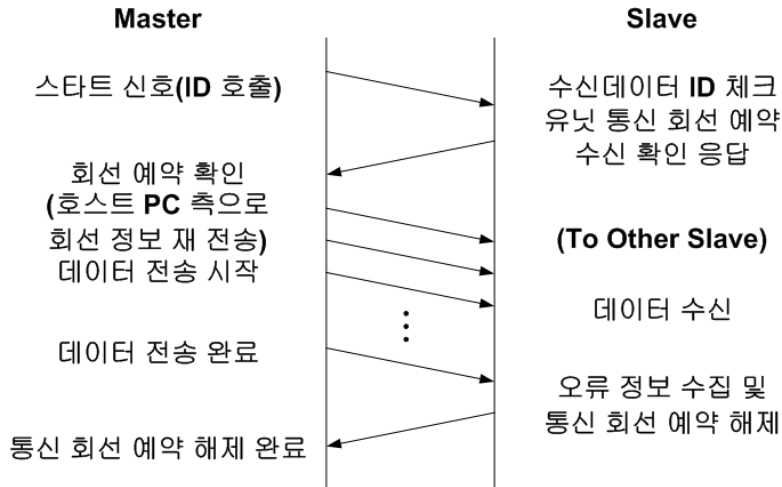 Master
Slave
스타트 신호(ID 호출)
수신데이터 ID 체크
유닛 통신 회선 예약
수신 확인 응답
회선 예약 확인
(호스트 PC 측으로
회선 정보 재 전송)
(To Other Slave)
데이터 전송 시작
데이터 수신
데이터 전송 완료
오류 정보 수집 및
통신 회선 예약 해제
통신 회선 예약 해제 완료